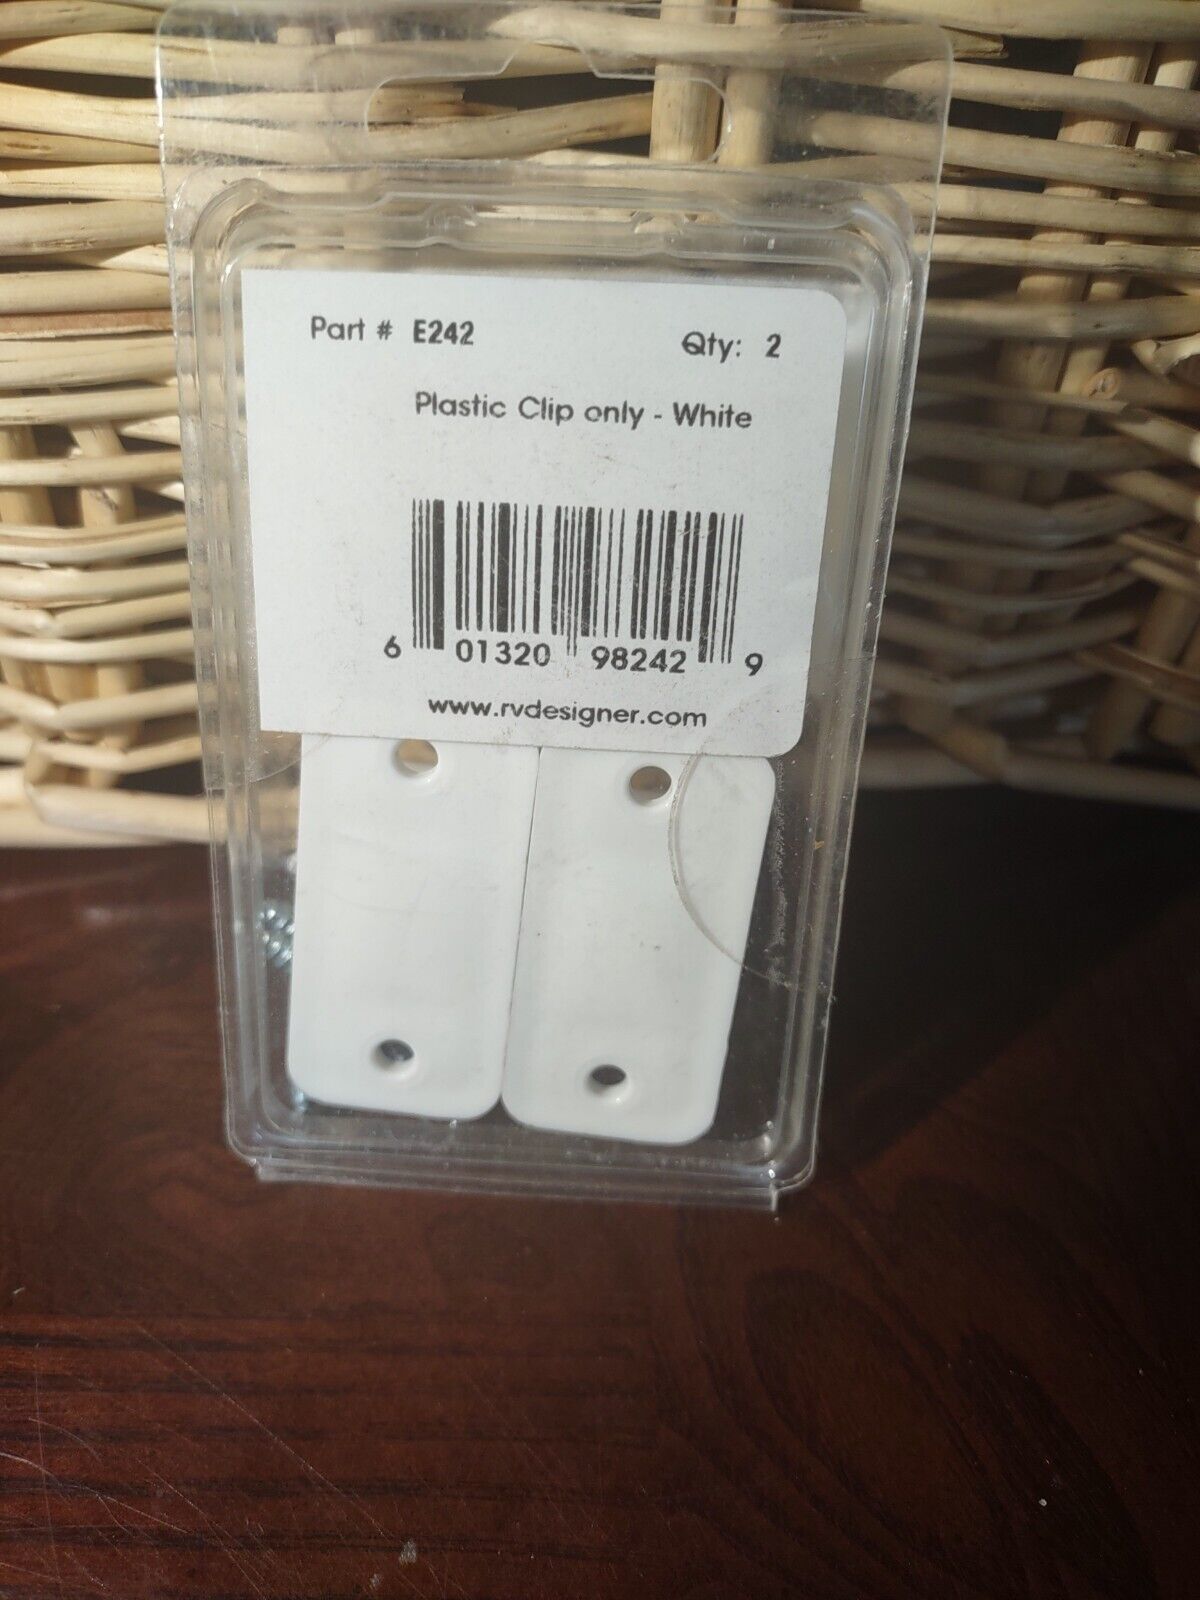 Part # E242 Qty: 2
Plastic Clip only - White
6 01320 98242 9
www.rvdesigner.com